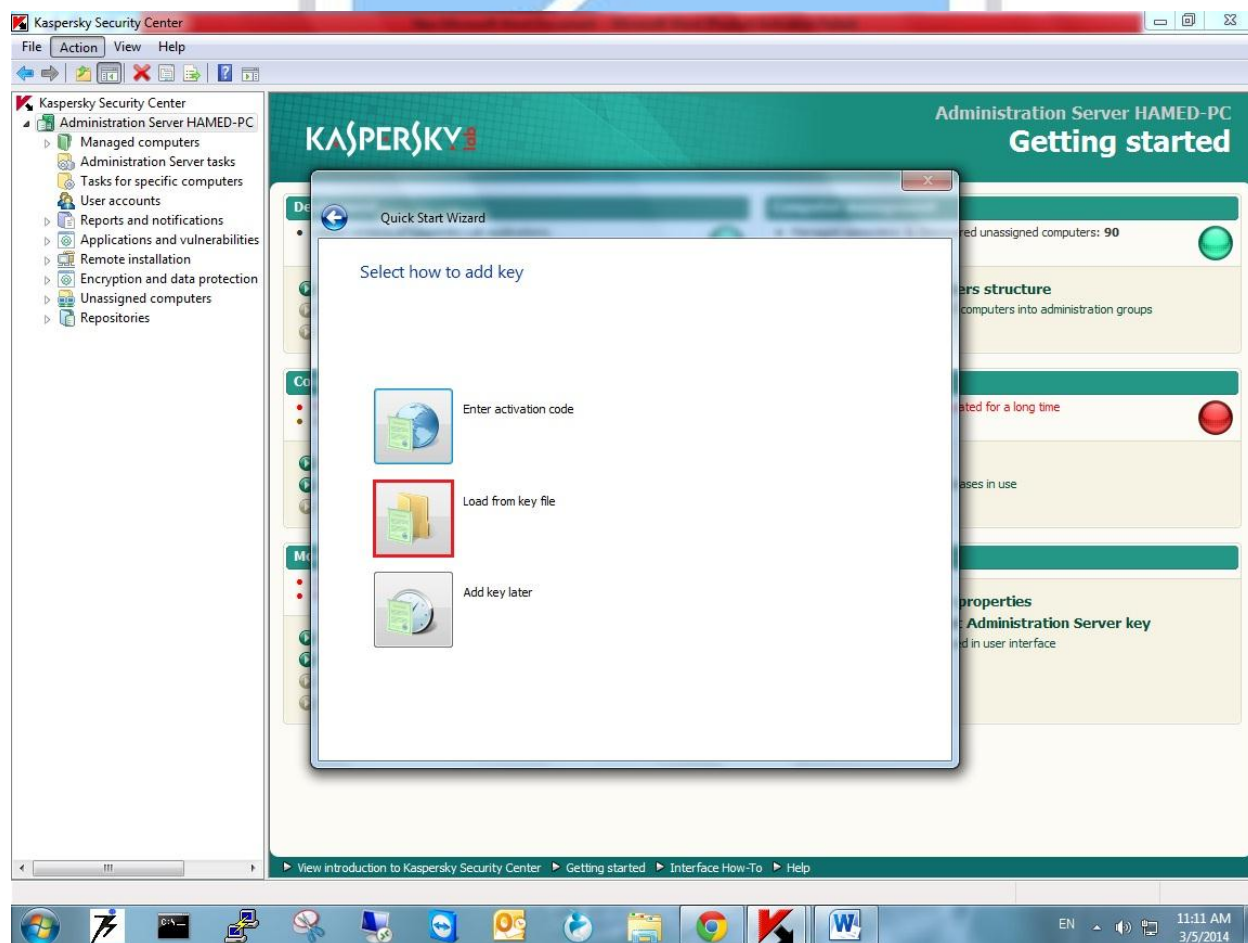 Kaspersky Security Center
File Action View Help
Kaspersky Security Center
Administration Server HAMED-PC
Managed computers
Administration Server tasks
Tasks for specific computers
User accounts
Reports and notifications
Applications and vulnerabilities
Remote installation
Encryption and data protection
Unassigned computers
Repositories
KASPERSKY lab
Administration Server HAMED-PC
Getting started
De
Quick Start Wizard
Select how to add key
Enter activation code
Load from key file
Add key later
red unassigned computers: 90
ers structure
computers into administration groups
Co
ated for a long time
ases in use
Mo
properties
Administration Server key
d in user interface
View introduction to Kaspersky Security Center Getting started Interface How-To Help
C:\_
EN
11:11 AM
3/5/2014